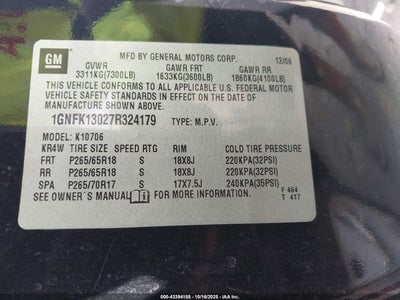 GM
MFD BY GENERAL MOTORS CORP. 12/06
GVWR GAWR FRT GAWR RR
3311KG(7300LB) 1633KG(3600LB) 1860KG(4100LB)
THIS VEHICLE CONFORMS TO ALL APPLICABLE U.S. FEDERAL MOTOR
VEHICLE SAFETY STANDARDS IN EFFECT ON THE DATE OF
MANUFACTURE SHOWN ABOVE.
1GNFK13027R324179 TYPE: M.P.V.
MODEL: K10706
KR4W TIRE SIZE SPEED RTG RIM COLD TIRE PRESSURE
FRT P265/65R18 S 18X8J 220KPA(32PSI)
RR P265/65R18 S 18X8J 220KPA(32PSI)
SPA P265/70R17 S 17X7.5J 240KPA(35PSI)
SEE OWNER'S MANUAL FOR MORE INFORMATION. F 464
T 417
00-43394158 - 10/16/2025 - © IAA, Inc.